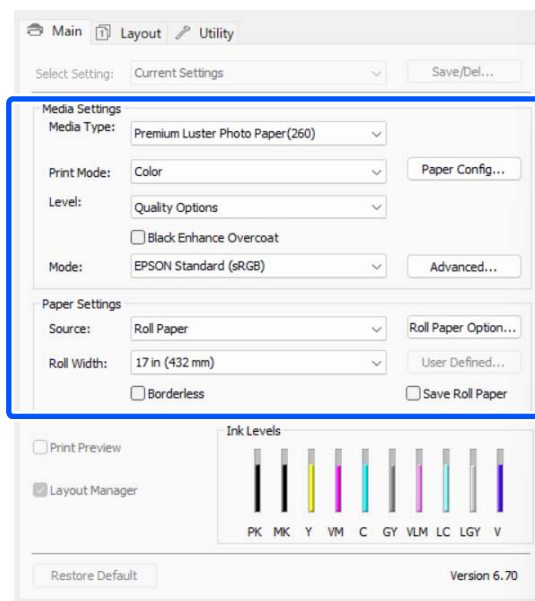 Main 1 Layout Utility
Select Setting: Current Settings Save/Del...
Media Settings
Media Type: Premium Luster Photo Paper(260)
Print Mode: Color Paper Config...
Level: Quality Options
Black Enhance Overcoat
Mode: EPSON Standard (sRGB) Advanced...
Paper Settings
Source: Roll Paper Roll Paper Option...
Roll Width: 17 in (432 mm) User Defined...
Borderless Save Roll Paper
Print Preview
Layout Manager
Ink Levels
PK MK Y VM C GY VLM LC LGY V
Restore Default Version 6.70